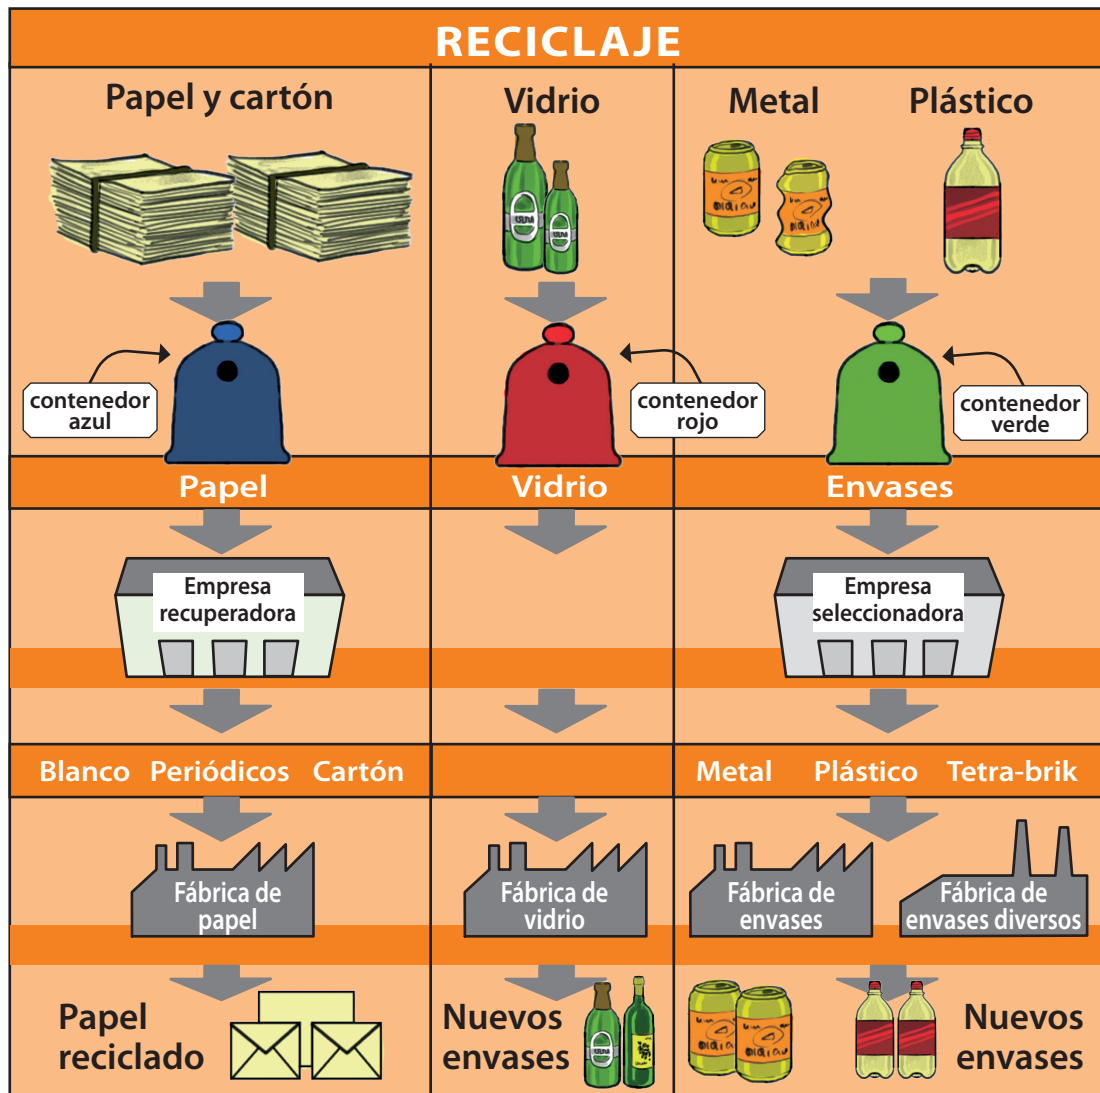 RECICLAJE
Papel y cartón
Vidrio
Metal
Plástico
contenedor
azul
contenedor
rojo
contenedor
verde
Papel
Vidrio
Envases
Empresa
recuperadora
Empresa
seleccionadora
Blanco Periódicos Cartón
Metal Plástico Tetra-brik
Fábrica de
papel
Fábrica de
vidrio
Fábrica de
envases
Fábrica de
envases diversos
Papel
reciclado
Nuevos
envases
Nuevos
envases